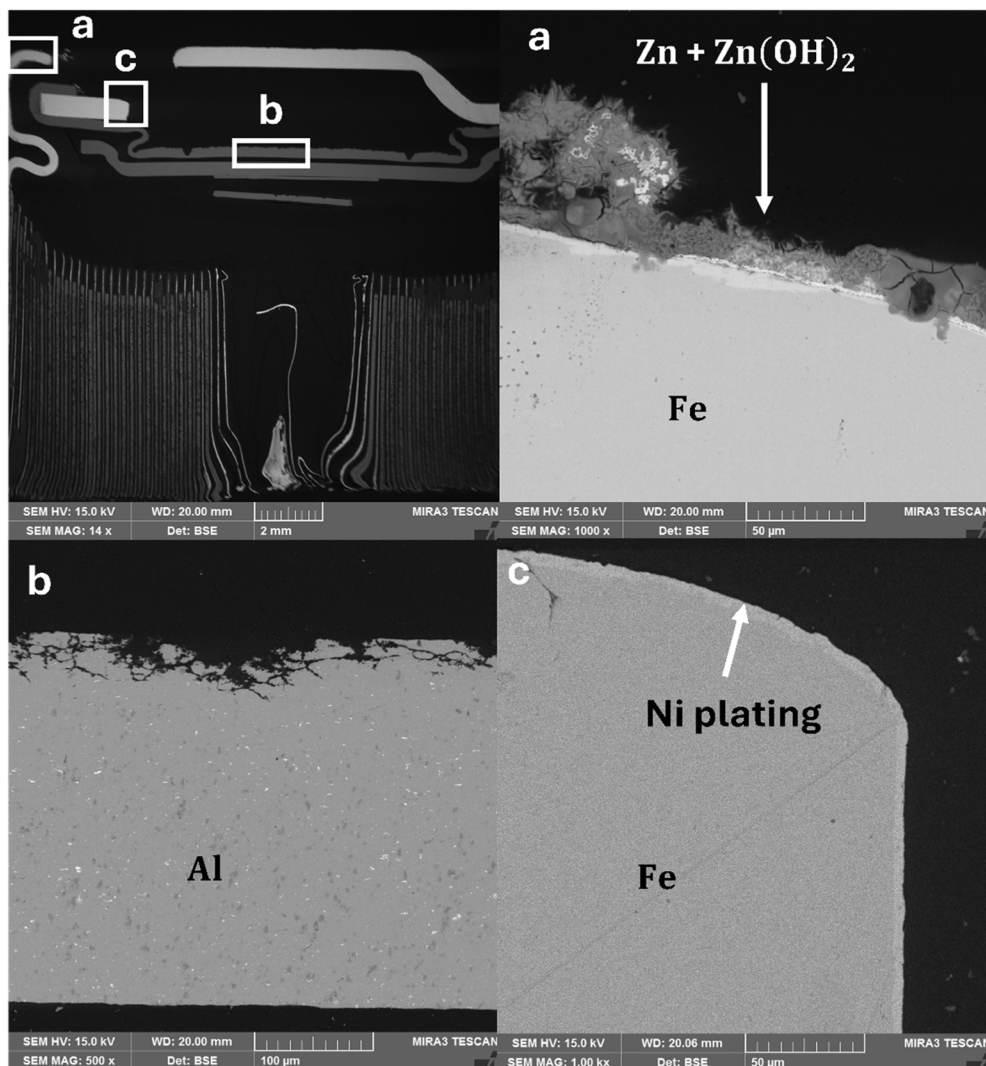 a
c
b
SEM HV: 15.0 kV WD: 20.00 mm MIRA3 TESCAN
SEM MAG: 14 x Det: BSE 2 mm
a
Zn + Zn(OH)₂
Fe
SEM HV: 15.0 kV WD: 20.00 mm MIRA3 TESCAN
SEM MAG: 1000 x Det: BSE 50 µm
b
Al
SEM HV: 15.0 kV WD: 20.00 mm MIRA3 TESCAN
SEM MAG: 500 x Det: BSE 100 µm
c
Ni plating
Fe
SEM HV: 15.0 kV WD: 20.06 mm MIRA3 TESCAN
SEM MAG: 1.00 kx Det: BSE 50 µm